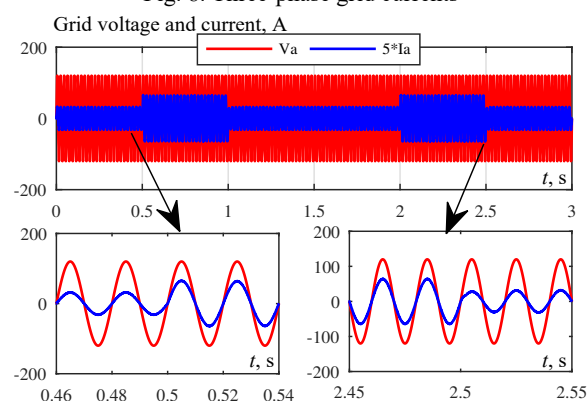 Fig. 8. Three-phase grid currents
Grid voltage and current, A
Va 5*Ia
200
0
-200
t, s
0 0.5 1 1.5 2 2.5 3
200
0
-200
t, s
0.46 0.48 0.5 0.52 0.54
200
100
0
-100
-200
t, s
2.45 2.5 2.55